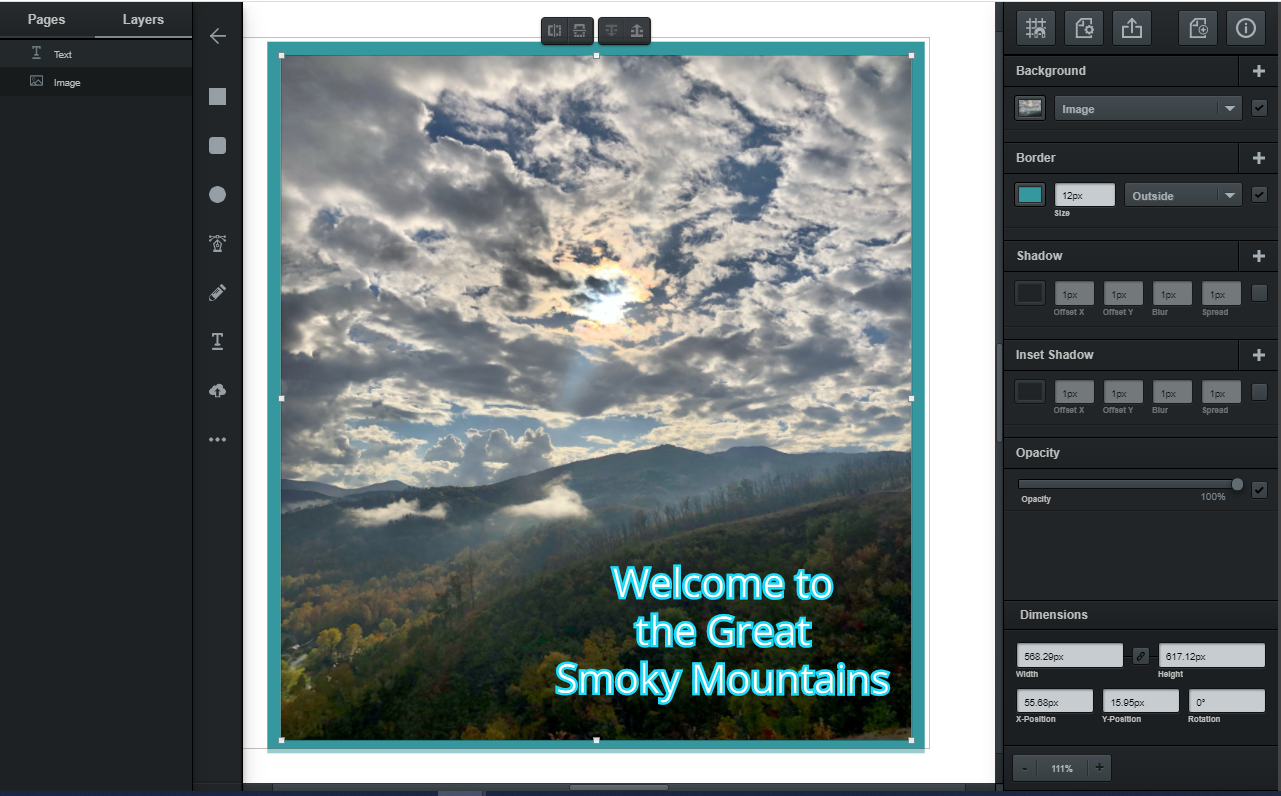 Pages
Layers
Text
Image
Welcome to
the Great
Smoky Mountains
Background
Image
Border
12px
Outside
Size
Shadow
1px
1px
1px
1px
Offset X
Offset Y
Blur
Spread
Inset Shadow
1px
1px
1px
1px
Offset X
Offset Y
Blur
Spread
Opacity
Opacity
100%
Dimensions
568.29px
617.12px
Width
Height
55.68px
15.95px
0°
X-Position
Y-Position
Rotation
- 111% +